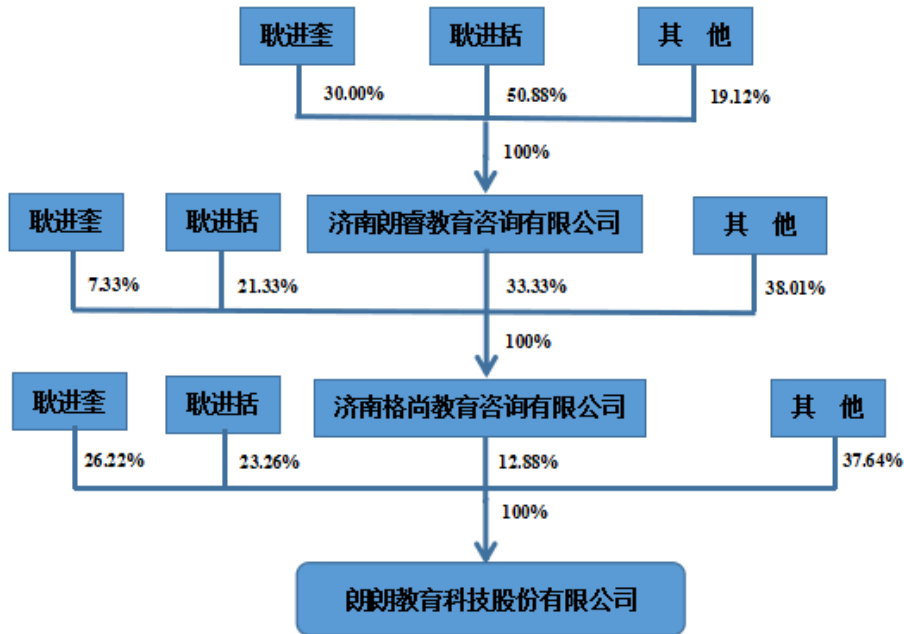 耿进奎
耿进括
其 他
30.00%
50.88%
19.12%
100%
耿进奎
耿进括
济南朗睿教育咨询有限公司
其 他
7.33%
21.33%
33.33%
38.01%
100%
耿进奎
耿进括
济南格尚教育咨询有限公司
其 他
26.22%
23.26%
12.88%
37.64%
100%
朗朗教育科技股份有限公司